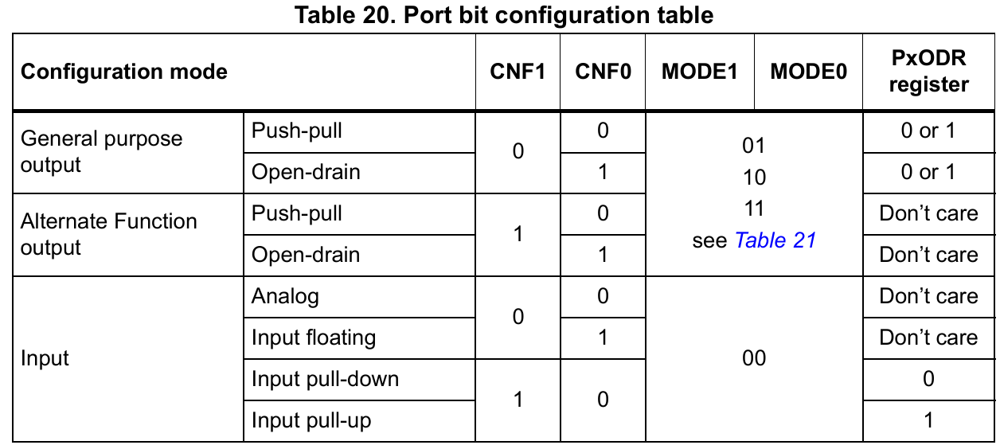 Table 20. Port bit configuration table
Configuration mode CNF1 CNF0 MODE1 MODE0 PxODR register
General purpose output Push-pull 0 0 01 10 11 see Table 21 0 or 1
Open-drain 1 0 or 1
Alternate Function output Push-pull 1 0 Don’t care
Open-drain 1 Don’t care
Input Analog 0 0 00 Don’t care
Input floating 1 Don’t care
Input pull-down 1 0 0
Input pull-up 1